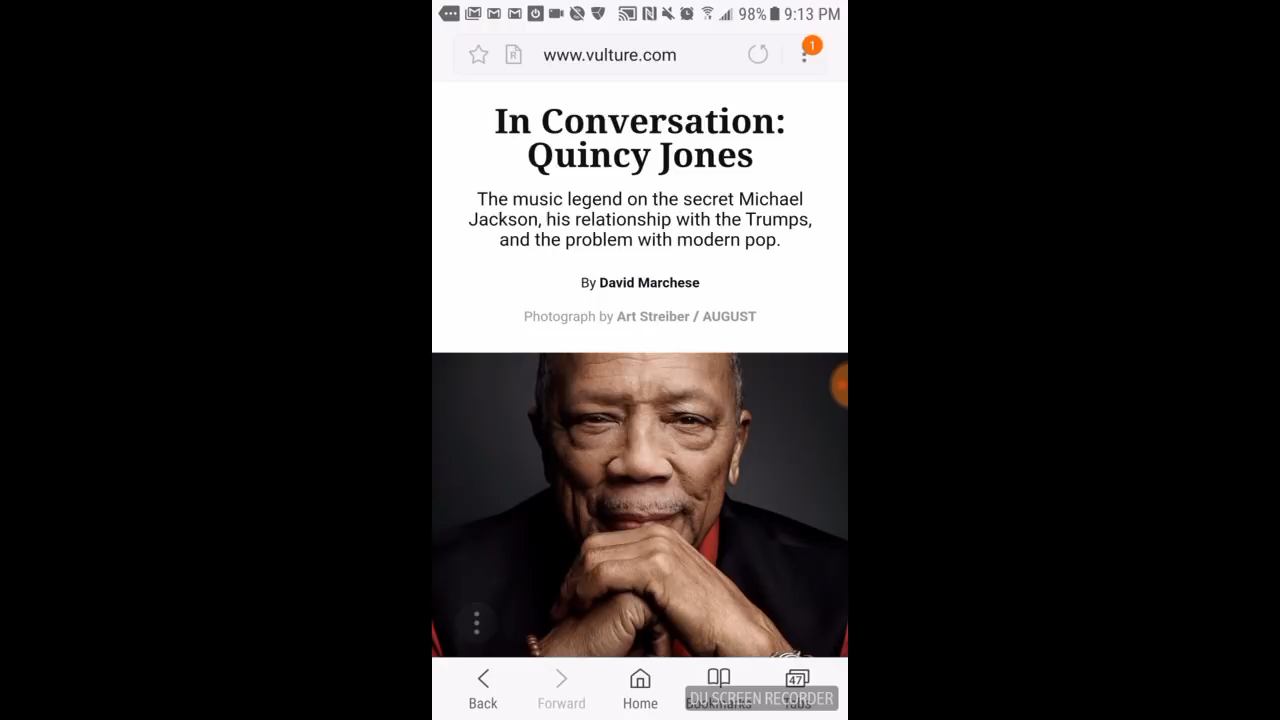 98% 9:13 PM
R www.vulture.com 1
In Conversation:
Quincy Jones
The music legend on the secret Michael
Jackson, his relationship with the Trumps,
and the problem with modern pop.
By David Marchese
Photograph by Art Streiber / AUGUST
47
Back Forward Home Bookmarks Tabs
DU SCREEN RECORDER